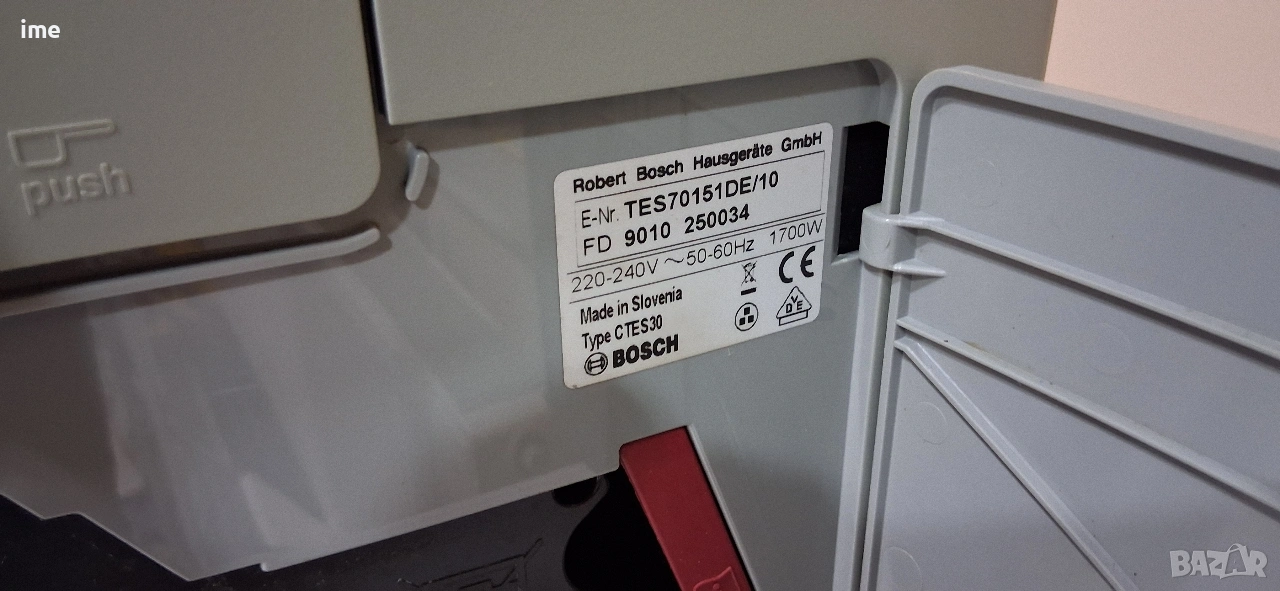 ime
push
Robert Bosch Hausgeräte GmbH
E-Nr. TES70151DE/10
FD 9010 250034
220-240V ~50-60Hz 1700W
Made in Slovenia
Type CTES30
BOSCH
CE
DVE
BAZAR